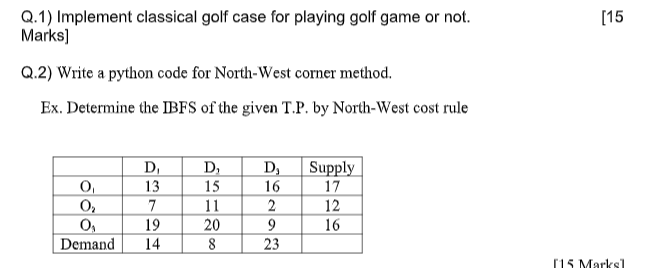 Q.1) Implement classical golf case for playing golf game or not. [15
Marks]
Q.2) Write a python code for North-West corner method.
Ex. Determine the IBFS of the given T.P. by North-West cost rule
D₁ D₂ D₃ Supply
O₁ 13 15 16 17
O₂ 7 11 2 12
O₃ 19 20 9 16
Demand 14 8 23
[15 Marks]